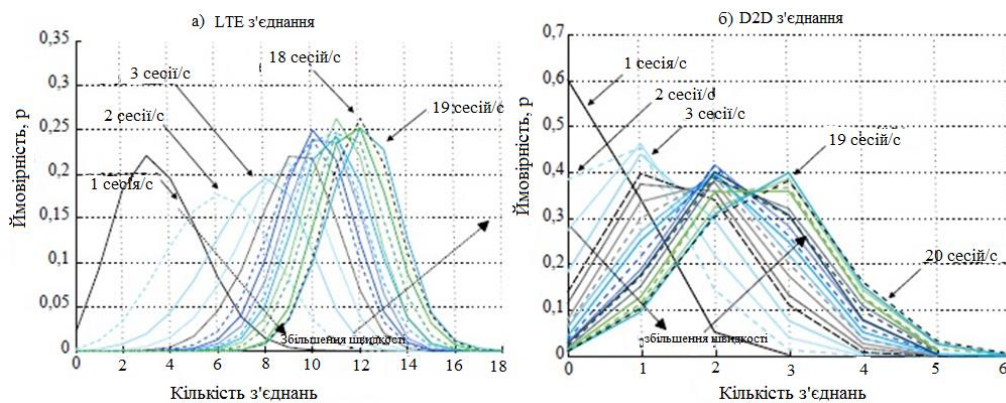 а) LTE з'єднання
0,35
0,3
0,25
0,2
0,15
0,1
0,05
0
Ймовірність, p
3 сесії/с
2 сесії/с
1 сесія/с
18 сесій/с
19 сесій/с
Збільшення швидкості
0 2 4 6 8 10 12 14 16 18
Кількість з'єднань
б) D2D з'єднання
0,7
0,6
0,5
0,4
0,3
0,2
0,1
0
Ймовірність, p
1 сесія/с
2 сесії/с
3 сесії/с
19 сесій/с
20 сесій/с
збільшення швидкості
0 1 2 3 4 5 6
Кількість з'єднань